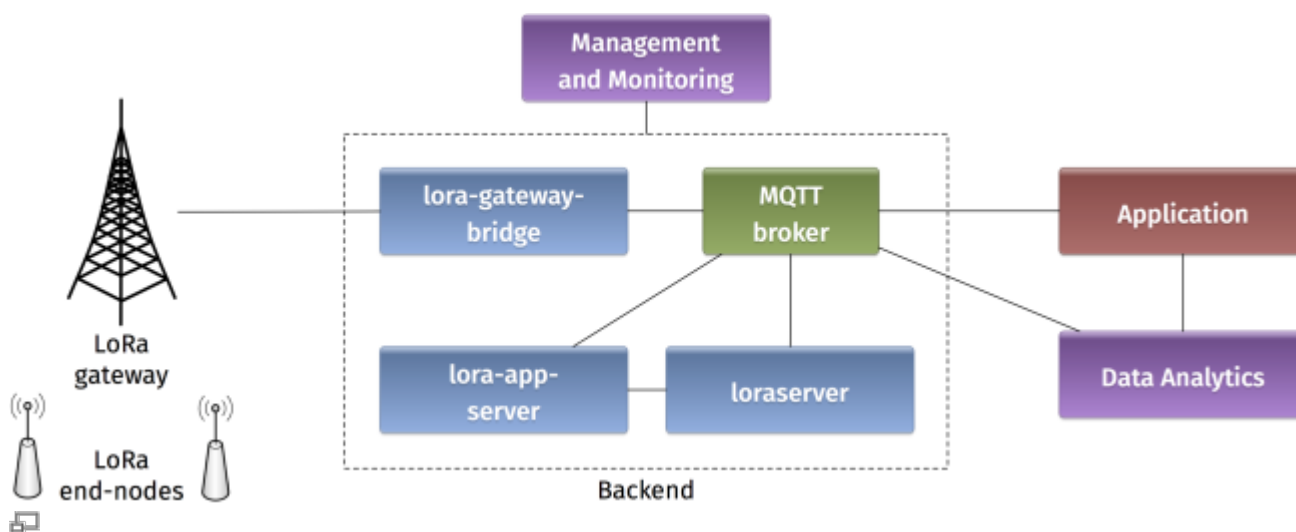 Management
and Monitoring
lora-gateway-
bridge
MQTT
broker
Application
LoRa
gateway
lora-app-
server
loraserver
Data Analytics
LoRa
end-nodes
Backend